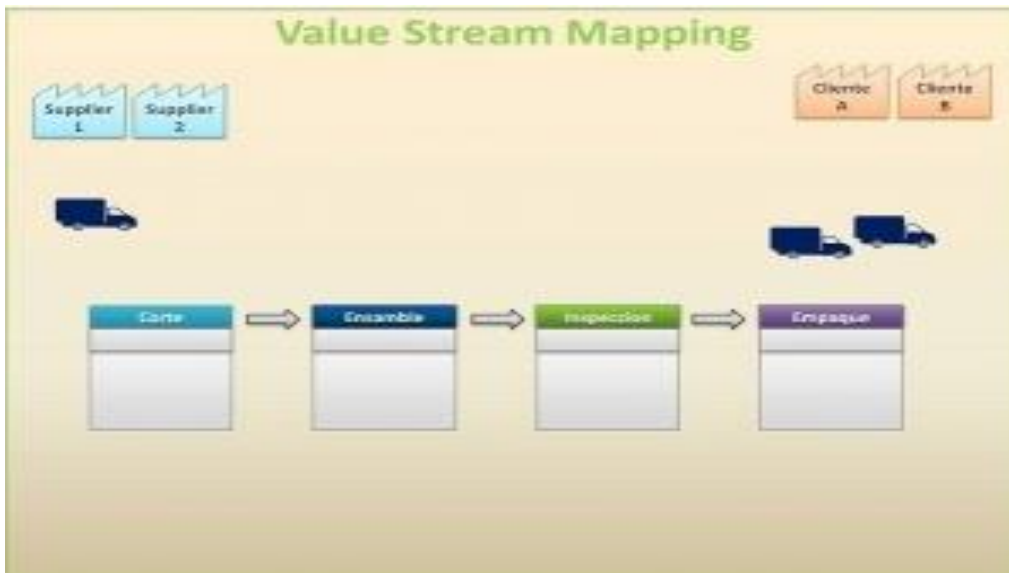 Value Stream Mapping
Supplier
1
Supplier
2
Cliente
A
Cliente
B
Corte
Ensamble
Inspeccion
Empaque